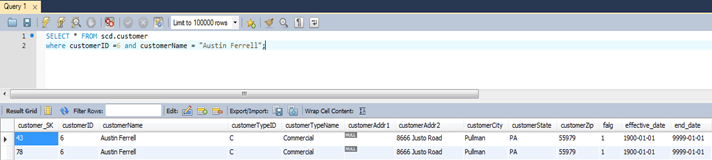 Query 1
Limit to 100000 rows
1 SELECT * FROM scd.customer
2 where customerID =6 and customerName = "Austin Ferrell";
Result Grid Filter Rows: Edit: Export/Import: Wrap Cell Content:
customer_SK customerID customerName customerTypeID customerTypeName customerAddr1 customerAddr2 customerCity customerState customerZip falg effective_date end_date
43 6 Austin Ferrell C Commercial NULL 8666 Justo Road Pullman PA 55979 1 1900-01-01 9999-01-01
78 6 Austin Ferrell C Commercial NULL 8666 Justo Road Pullman PA 55979 1 1900-01-01 9999-01-01